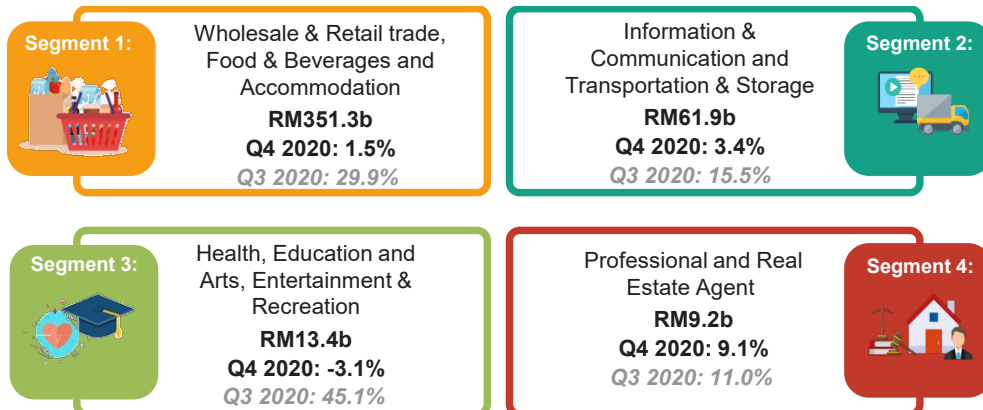 Segment 1:
Wholesale & Retail trade,
Food & Beverages and
Accommodation
RM351.3b
Q4 2020: 1.5%
Q3 2020: 29.9%
Information &
Communication and
Transportation & Storage
RM61.9b
Q4 2020: 3.4%
Q3 2020: 15.5%
Segment 2:
Segment 3:
Health, Education and
Arts, Entertainment &
Recreation
RM13.4b
Q4 2020: -3.1%
Q3 2020: 45.1%
Professional and Real
Estate Agent
RM9.2b
Q4 2020: 9.1%
Q3 2020: 11.0%
Segment 4: